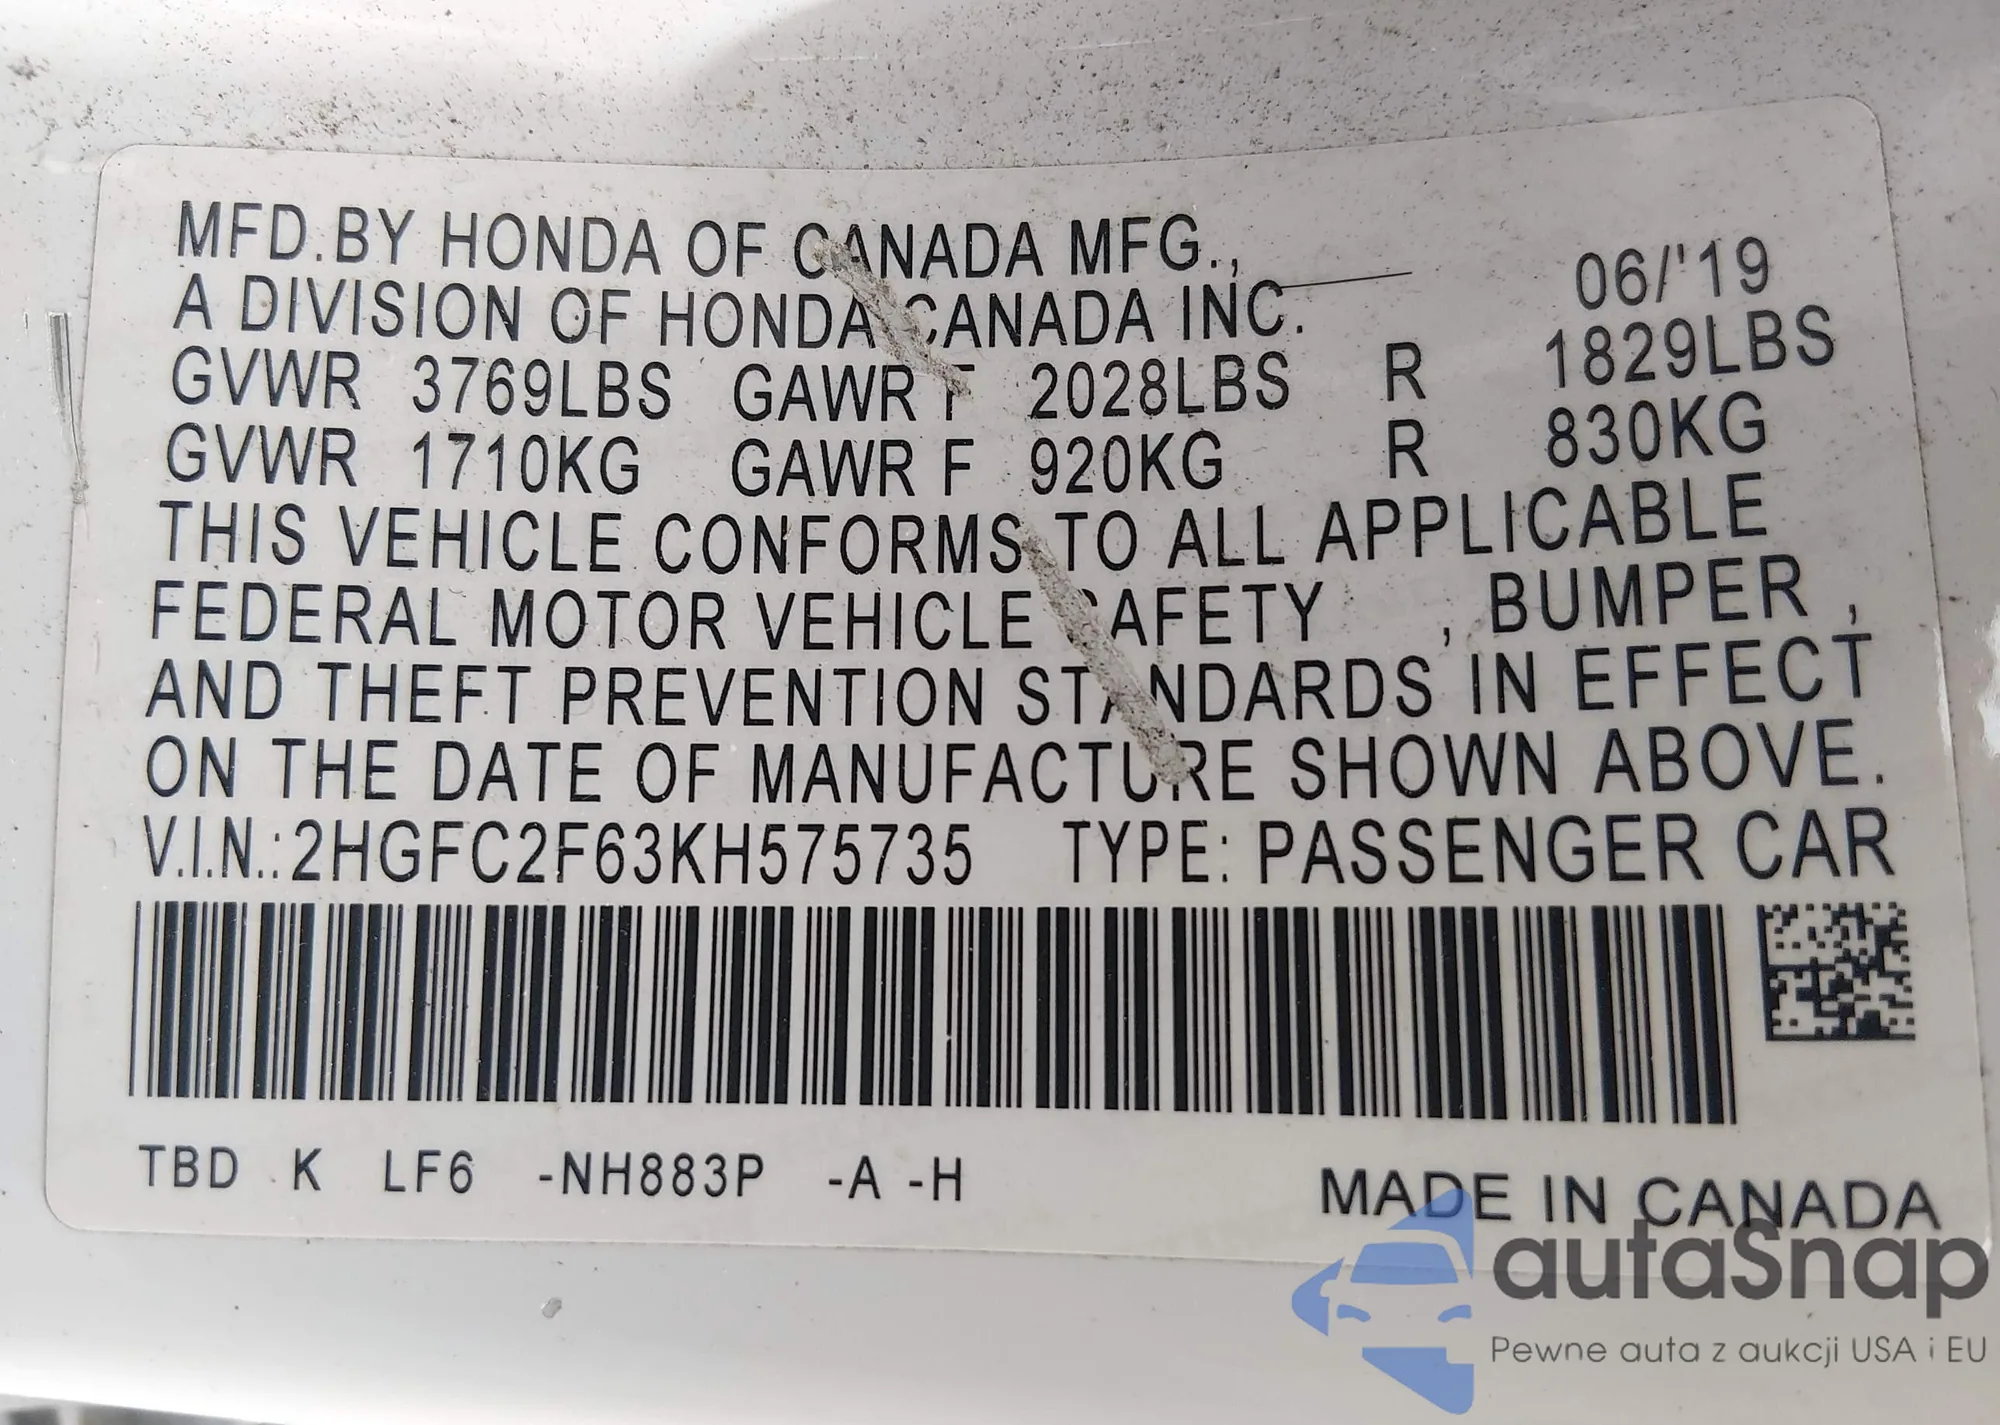 MFD.BY HONDA OF CANADA MFG., 06/'19
A DIVISION OF HONDA CANADA INC.
GVWR 3769LBS GAWR F 2028LBS R 1829LBS
GVWR 1710KG GAWR F 920KG R 830KG
THIS VEHICLE CONFORMS TO ALL APPLICABLE
FEDERAL MOTOR VEHICLE SAFETY , BUMPER ,
AND THEFT PREVENTION STANDARDS IN EFFECT
ON THE DATE OF MANUFACTURE SHOWN ABOVE.
V.I.N.:2HGFC2F63KH575735 TYPE: PASSENGER CAR
TBD K LF6 -NH883P -A -H
MADE IN CANADA
autaSnap
Pewne auta z aukcji USA i EU